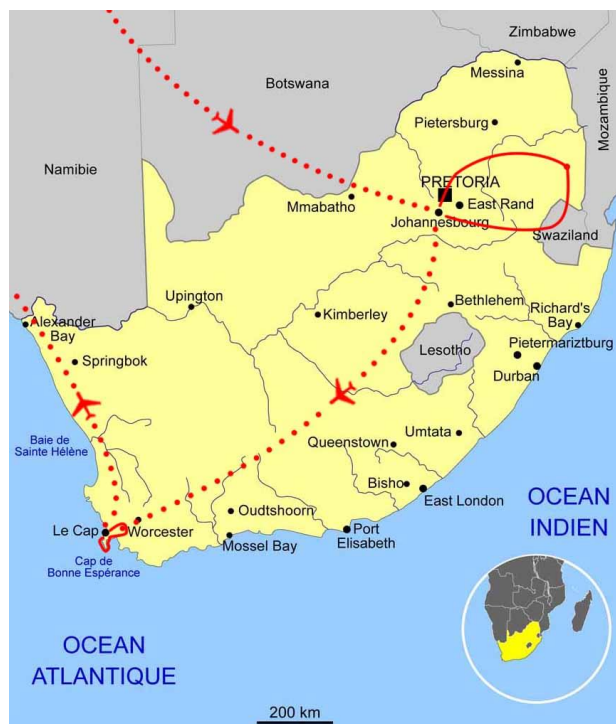 Zimbabwe
Messina
Botswana
Mozambique
Pietersburg
Namibie
PRETORIA
Mmabatho
East Rand
Johannesbourg
Swaziland
Upington
Bethlehem
Richard's
Bay
Kimberley
Alexander
Bay
Pietermariztburg
Lesotho
Springbok
Durban
Umtata
Baie de
Sainte Hélène
Queenstown
Bisho
East London
OCEAN
INDIEN
Oudtshoorn
Le Cap
Worcester
Port
Elisabeth
Mossel Bay
Cap de
Bonne Espérance
OCEAN
ATLANTIQUE
200 km